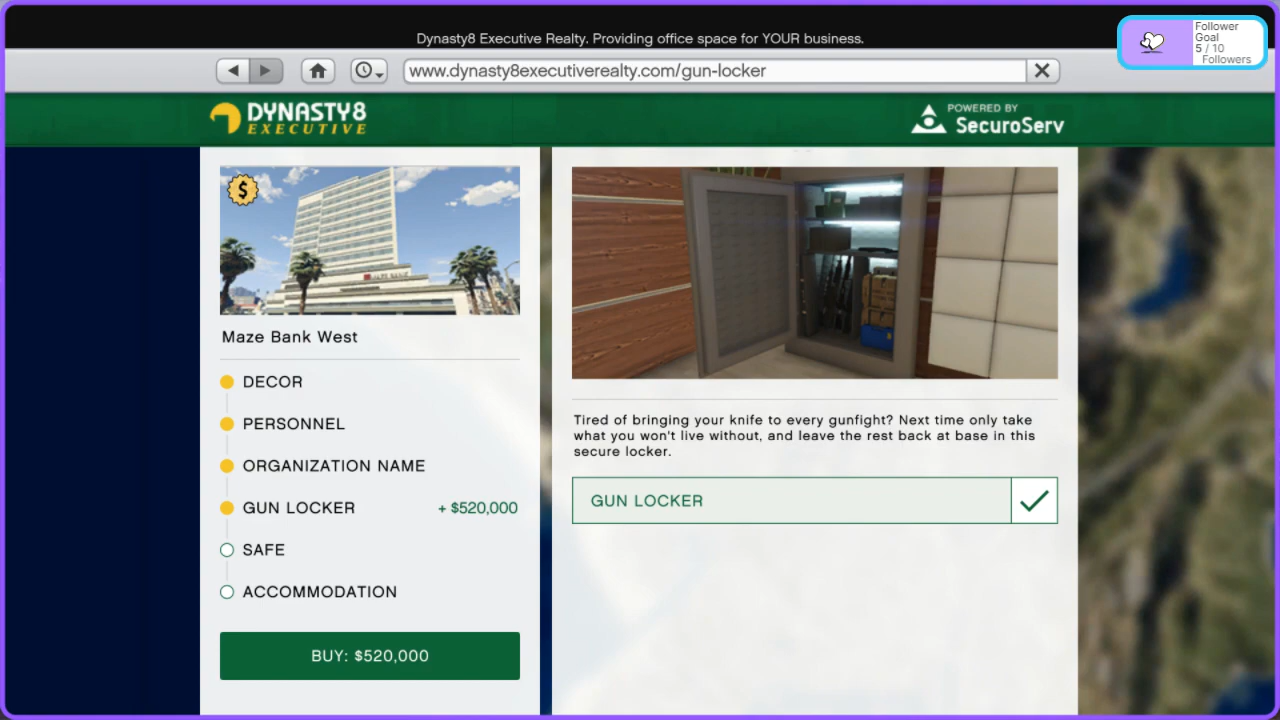 Dynasty8 Executive Realty. Providing office space for YOUR business.
Follower
Goal
5 / 10
Followers
www.dynasty8executiverealty.com/gun-locker
DYNASTY8
EXECUTIVE
POWERED BY
SecuroServ
$
MAZE BANK
Maze Bank West
DECOR
PERSONNEL
ORGANIZATION NAME
GUN LOCKER + $520,000
SAFE
ACCOMMODATION
BUY: $520,000
Tired of bringing your knife to every gunfight? Next time only take
what you won't live without, and leave the rest back at base in this
secure locker.
GUN LOCKER